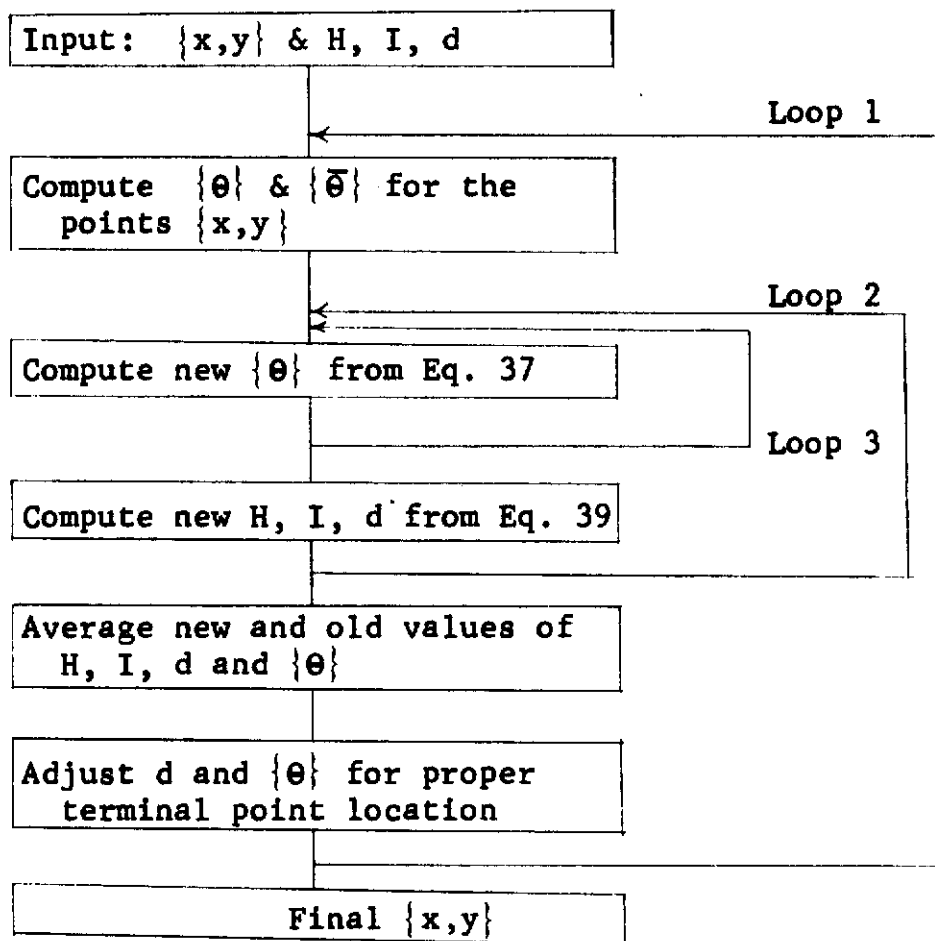 Input: {x,y} & H, I, d
Loop 1
Compute {θ} & {θ̅} for the
points {x,y}
Loop 2
Compute new {θ} from Eq. 37
Loop 3
Compute new H, I, d from Eq. 39
Average new and old values of
H, I, d and {θ}
Adjust d and {θ} for proper
terminal point location
Final {x,y}